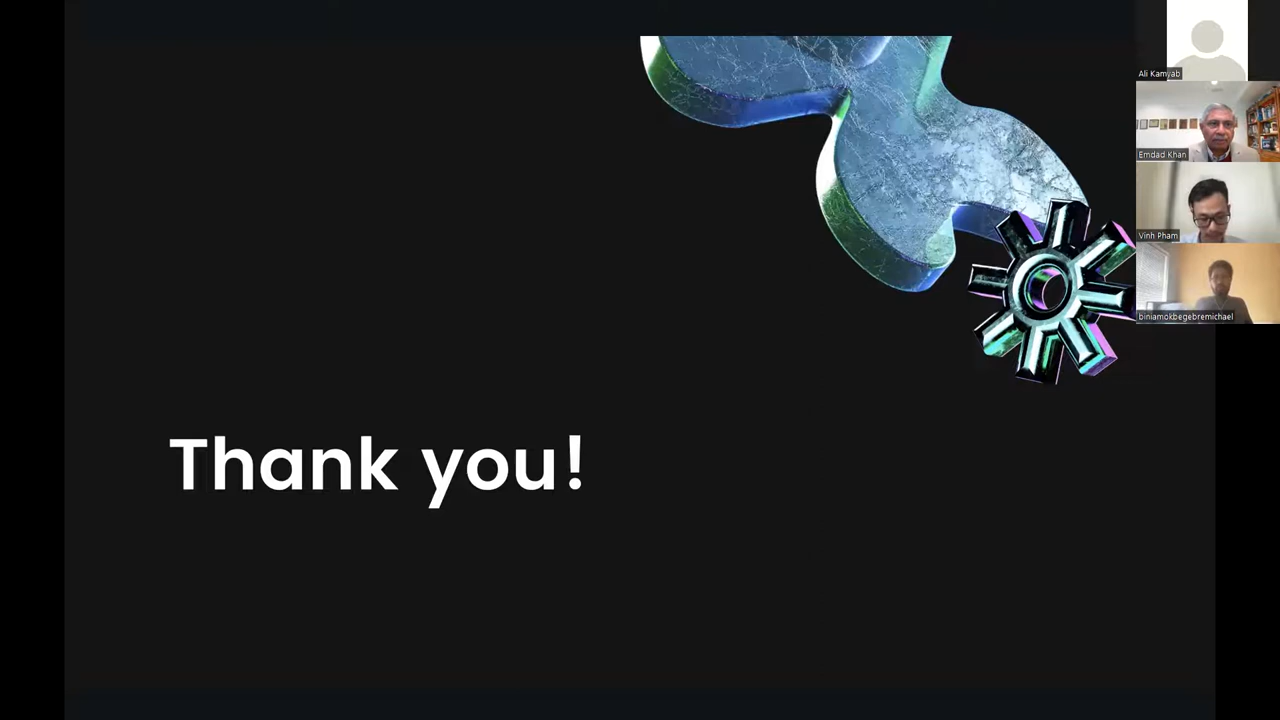 Thank you!
Ali Kamyab
Emdad Khan
Vinh Pham
biniamokbegebremichael